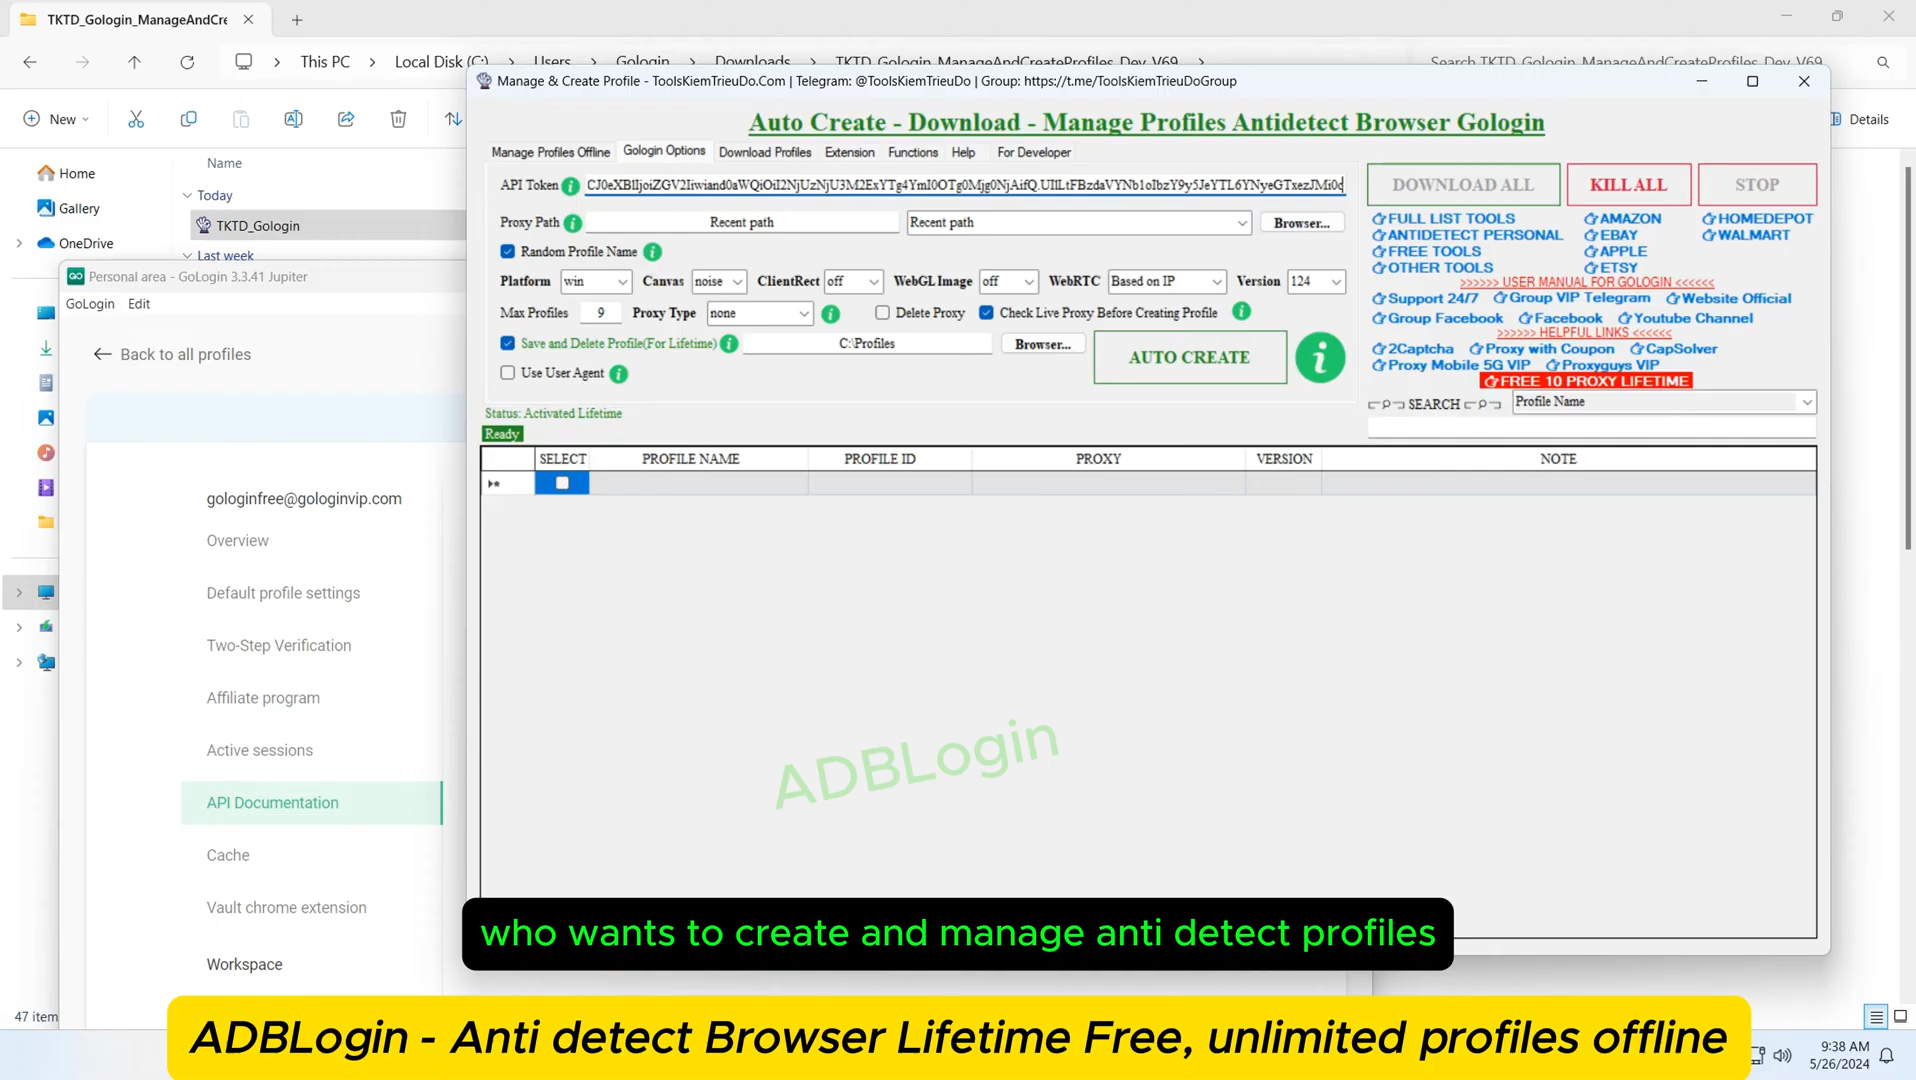 TKTD_Gologin_ManageAndCre
This PC
Local Disk (C:)
Users
Gologin
Downloads
TKTD_Gologin_ManageAndCreateProfiles_Dev_V69
Search TKTD_Gologin_ManageAndCreateProfiles_Dev_V69
New
Details
Home
Gallery
OneDrive
Name
Today
TKTD_Gologin
Last week
Personal area - GoLogin 3.3.41 Jupiter
GoLogin Edit
Back to all profiles
gologinfree@gologinvip.com
Overview
Default profile settings
Two-Step Verification
Affiliate program
Active sessions
API Documentation
Cache
Vault chrome extension
Workspace
47 item
Manage & Create Profile - ToolsKiemTrieuDo.Com | Telegram: @ToolsKiemTrieuDo | Group: https://t.me/ToolsKiemTrieuDoGroup
Auto Create - Download - Manage Profiles Antidetect Browser Gologin
Manage Profiles Offline Gologin Options Download Profiles Extension Functions Help For Developer
API Token
Proxy Path Recent path Recent path Browser...
Random Profile Name
Platform win Canvas noise ClientRect off WebGL Image off WebRTC Based on IP Version 124
Max Profiles 9 Proxy Type none Delete Proxy Check Live Proxy Before Creating Profile
Save and Delete Profile(For Lifetime) C:\Profiles Browser...
AUTO CREATE
Use User Agent
Status: Activated Lifetime
Ready
DOWNLOAD ALL KILL ALL STOP
FULL LIST TOOLS AMAZON HOMEDEPOT
ANTIDETECT PERSONAL EBAY WALMART
FREE TOOLS APPLE
OTHER TOOLS ETSY
>>>>>> USER MANUAL FOR GOLOGIN <<<<<<
Support 24/7 Group VIP Telegram Website Official
Group Facebook Facebook Youtube Channel
>>>>>> HELPFUL LINKS <<<<<<
2Captcha Proxy with Coupon CapSolver
Proxy Mobile 5G VIP Proxyguys VIP
FREE 10 PROXY LIFETIME
SEARCH Profile Name
SELECT PROFILE NAME PROFILE ID PROXY VERSION NOTE
ADBLogin
who wants to create and manage anti detect profiles
ADBLogin - Anti detect Browser Lifetime Free, unlimited profiles offline
9:38 AM
5/26/2024